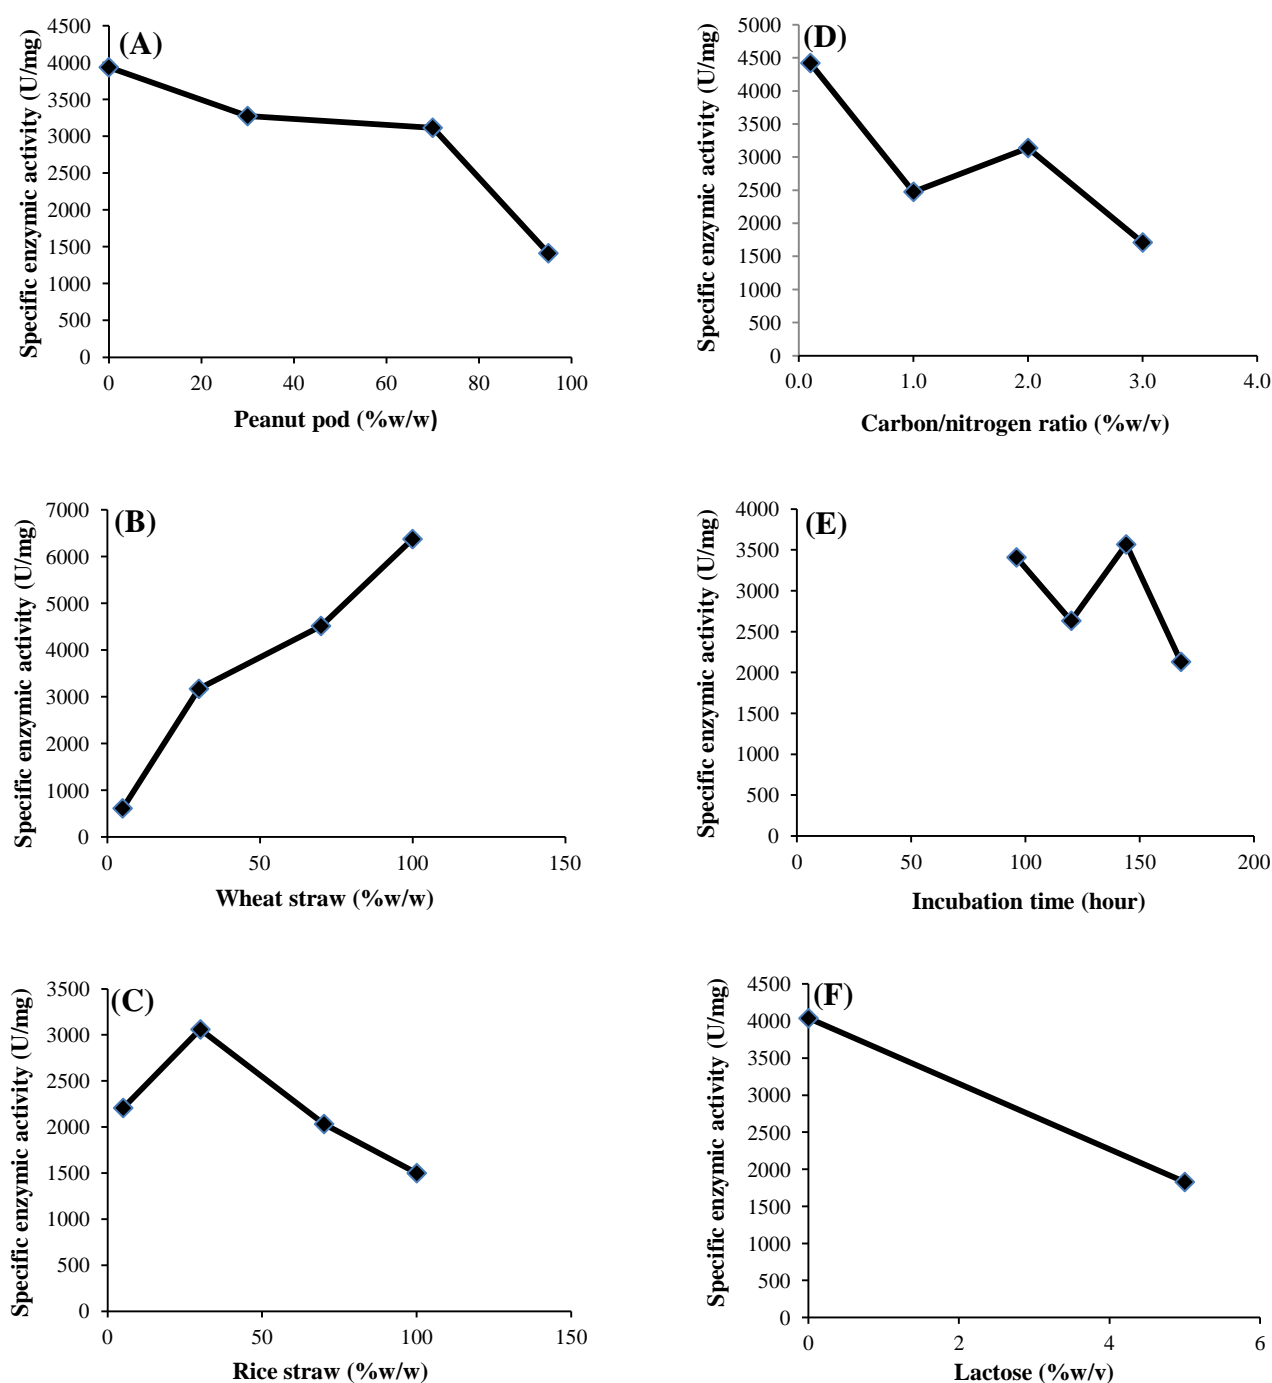 (A)
Specific enzymic activity (U/mg)
4500
4000
3500
3000
2500
2000
1500
1000
500
0
0 20 40 60 80 100
Peanut pod (%w/w)
(D)
Specific enzymic activity (U/mg)
5000
4500
4000
3500
3000
2500
2000
1500
1000
500
0
0.0 1.0 2.0 3.0 4.0
Carbon/nitrogen ratio (%w/v)
(B)
Specific enzymic activity (U/mg)
7000
6000
5000
4000
3000
2000
1000
0
0 50 100 150
Wheat straw (%w/w)
(E)
Specific enzymic activity (U/mg)
4000
3500
3000
2500
2000
1500
1000
500
0
0 50 100 150 200
Incubation time (hour)
(C)
Specific enzymic activity (U/mg)
3500
3000
2500
2000
1500
1000
500
0
0 50 100 150
Rice straw (%w/w)
(F)
Specific enzymic activity (U/mg)
4500
4000
3500
3000
2500
2000
1500
1000
500
0
0 2 4 6
Lactose (%w/v)